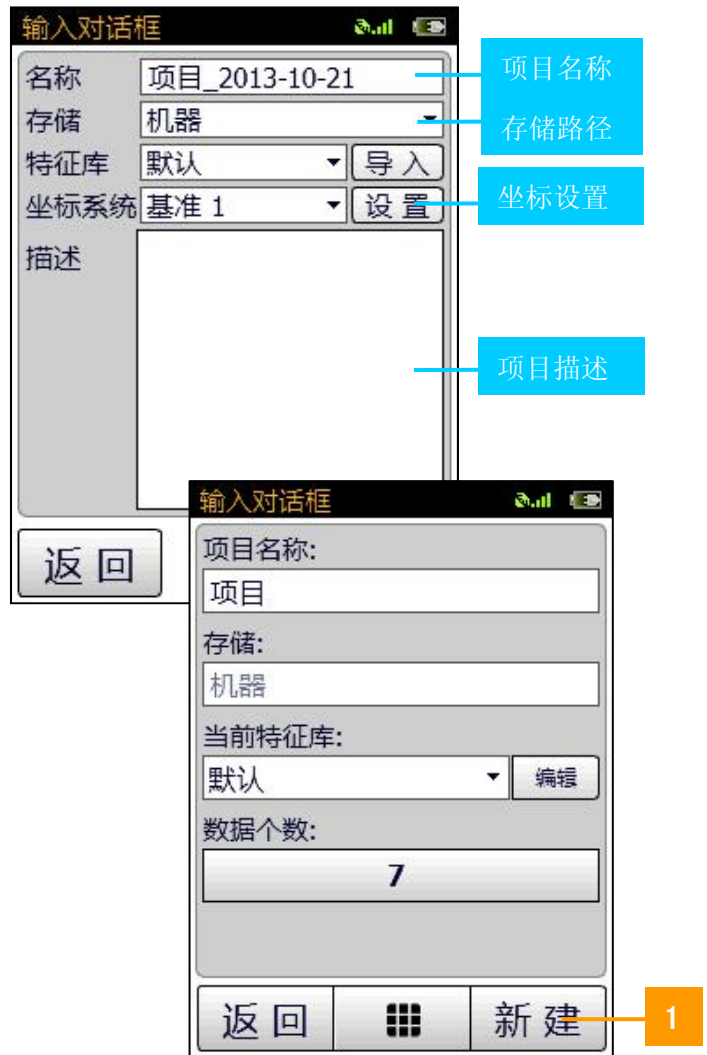 输入对话框
名称 项目_2013-10-21
项目名称
存储 机器
存储路径
特征库 默认 导入
坐标系统 基准 1 设置
坐标设置
描述
项目描述
返回
输入对话框
项目名称:
项目
存储:
机器
当前特征库:
默认 编辑
数据个数:
7
返回 新建
1